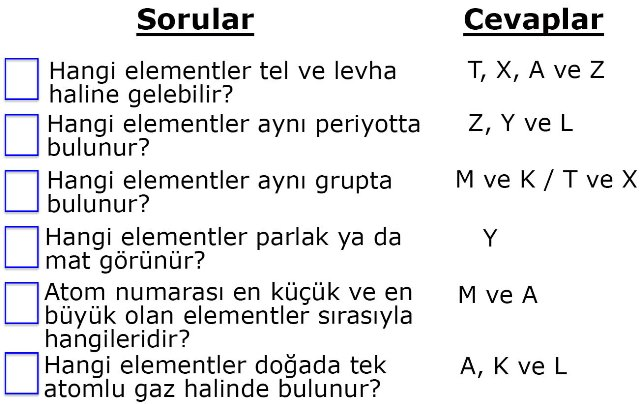 Sorular Cevaplar
Hangi elementler tel ve levha
haline gelebilir?
T, X, A ve Z
Hangi elementler aynı periyotta
bulunur?
Z, Y ve L
Hangi elementler aynı grupta
bulunur?
M ve K / T ve X
Hangi elementler parlak ya da
mat görünür?
Y
Atom numarası en küçük ve en
büyük olan elementler sırasıyla
hangileridir?
M ve A
Hangi elementler doğada tek
atomlu gaz halinde bulunur?
A, K ve L